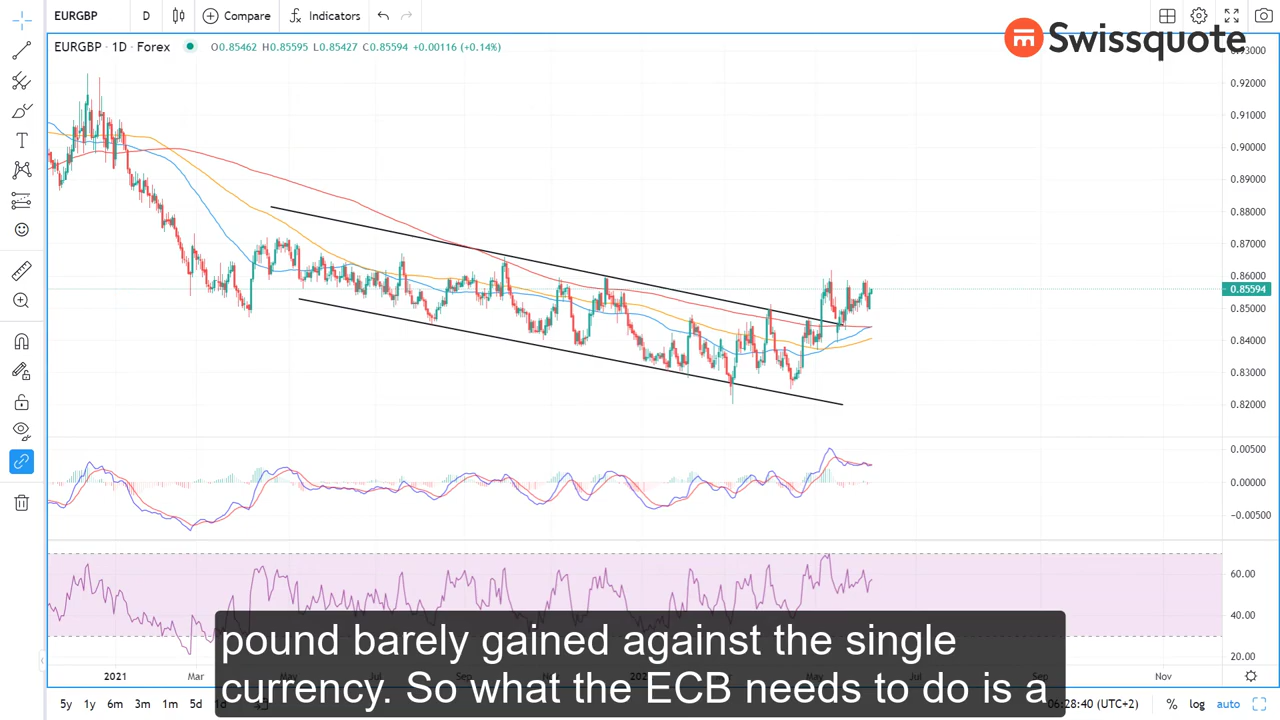 EURGBP D Compare Indicators
Swissquote
EURGBP · 1D · Forex O0.85462 H0.85595 L0.85427 C0.85594 +0.00116 (+0.14%)
0.92000
0.91000
0.90000
0.89000
0.88000
0.87000
0.86000
0.85594
0.85000
0.84000
0.83000
0.82000
0.00500
0.00000
−0.00500
60.00
40.00
20.00
pound barely gained against the single
currency. So what the ECB needs to do is a
2021 Mar Jul Sep Nov
5y 1y 6m 3m 1m 5d 06:28:40 (UTC+2) % log auto